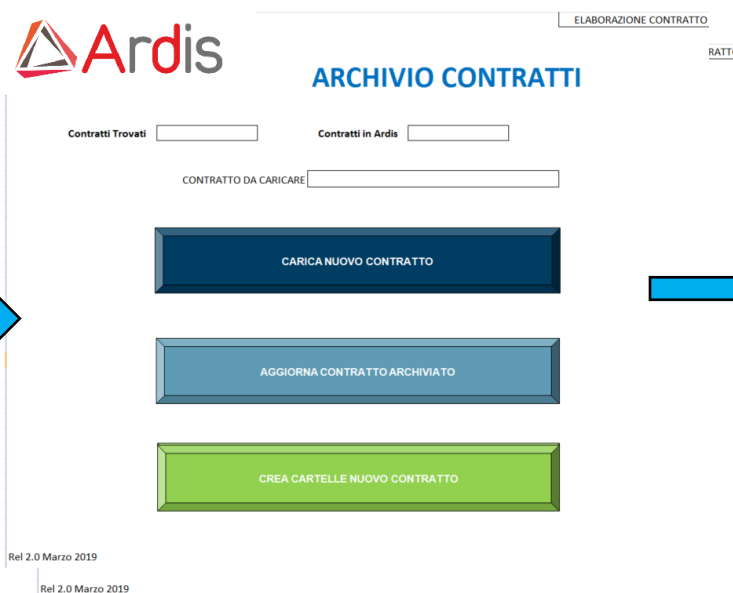 ELABORAZIONE CONTRATTO
Ardis
ARCHIVIO CONTRATTI
Contratti Trovati
Contratti in Ardis
CONTRATTO DA CARICARE
CARICA NUOVO CONTRATTO
AGGIORNA CONTRATTO ARCHIVIATO
CREA CARTELLE NUOVO CONTRATTO
Rel 2.0 Marzo 2019
Rel 2.0 Marzo 2019